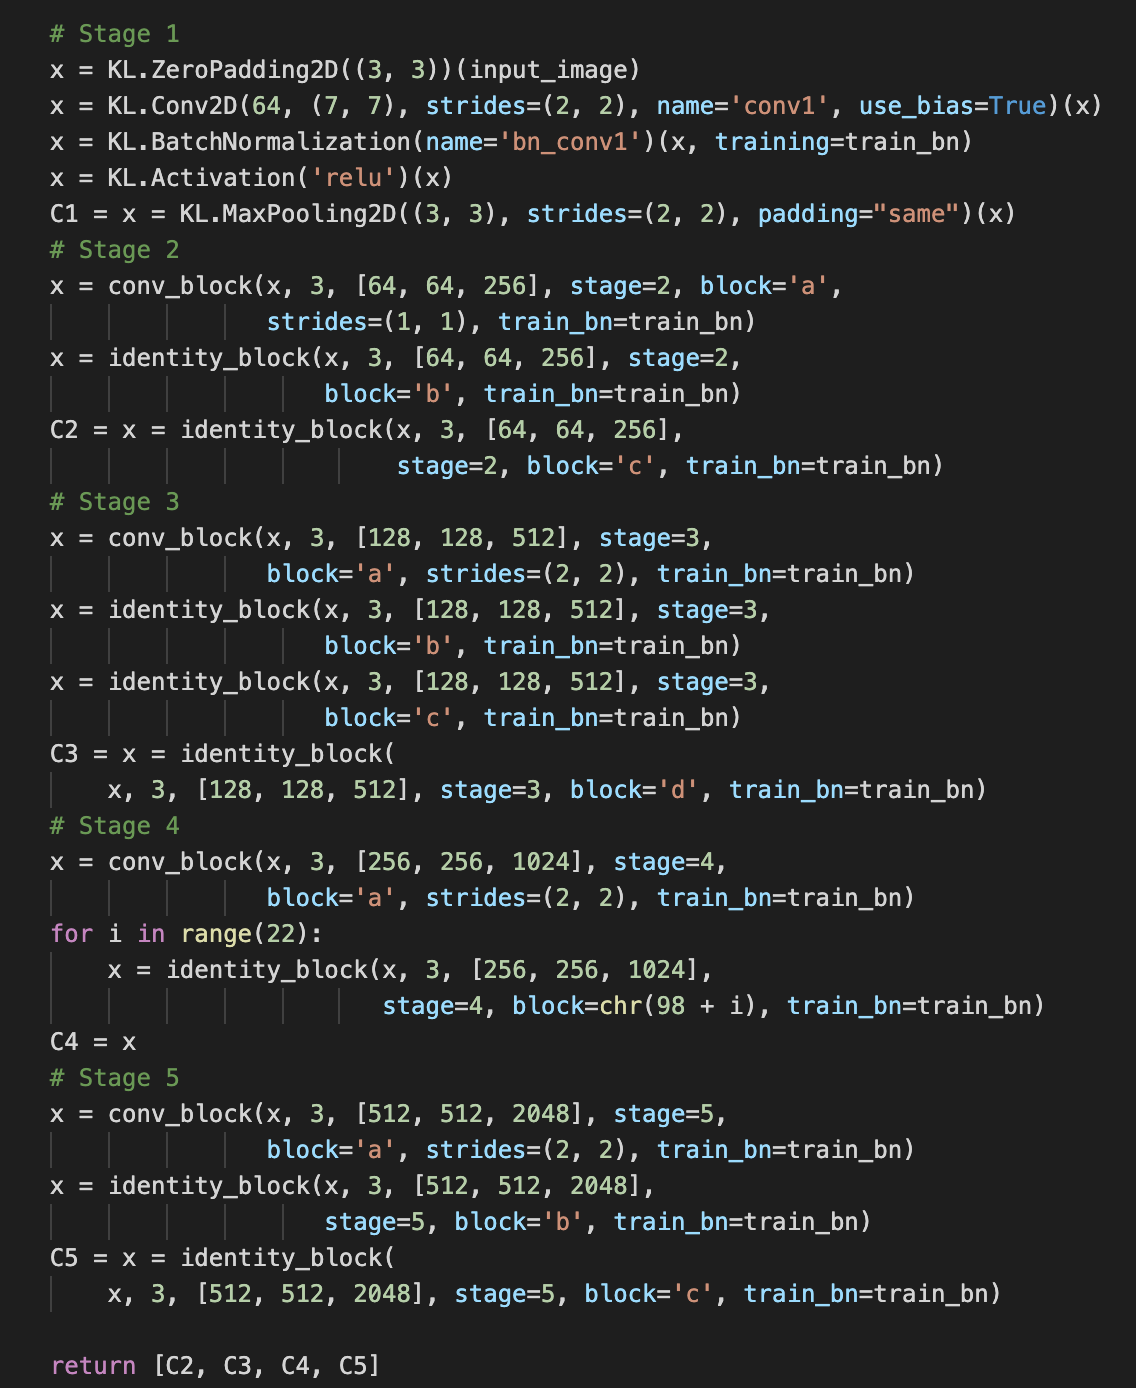 # Stage 1
x = KL.ZeroPadding2D((3, 3))(input_image)
x = KL.Conv2D(64, (7, 7), strides=(2, 2), name='conv1', use_bias=True)(x)
x = KL.BatchNormalization(name='bn_conv1')(x, training=train_bn)
x = KL.Activation('relu')(x)
C1 = x = KL.MaxPooling2D((3, 3), strides=(2, 2), padding="same")(x)
# Stage 2
x = conv_block(x, 3, [64, 64, 256], stage=2, block='a',
               strides=(1, 1), train_bn=train_bn)
x = identity_block(x, 3, [64, 64, 256], stage=2,
                   block='b', train_bn=train_bn)
C2 = x = identity_block(x, 3, [64, 64, 256],
                        stage=2, block='c', train_bn=train_bn)
# Stage 3
x = conv_block(x, 3, [128, 128, 512], stage=3,
               block='a', strides=(2, 2), train_bn=train_bn)
x = identity_block(x, 3, [128, 128, 512], stage=3,
                   block='b', train_bn=train_bn)
x = identity_block(x, 3, [128, 128, 512], stage=3,
                   block='c', train_bn=train_bn)
C3 = x = identity_block(
    x, 3, [128, 128, 512], stage=3, block='d', train_bn=train_bn)
# Stage 4
x = conv_block(x, 3, [256, 256, 1024], stage=4,
               block='a', strides=(2, 2), train_bn=train_bn)
for i in range(22):
    x = identity_block(x, 3, [256, 256, 1024],
                       stage=4, block=chr(98 + i), train_bn=train_bn)
C4 = x
# Stage 5
x = conv_block(x, 3, [512, 512, 2048], stage=5,
               block='a', strides=(2, 2), train_bn=train_bn)
x = identity_block(x, 3, [512, 512, 2048],
                   stage=5, block='b', train_bn=train_bn)
C5 = x = identity_block(
    x, 3, [512, 512, 2048], stage=5, block='c', train_bn=train_bn)

return [C2, C3, C4, C5]